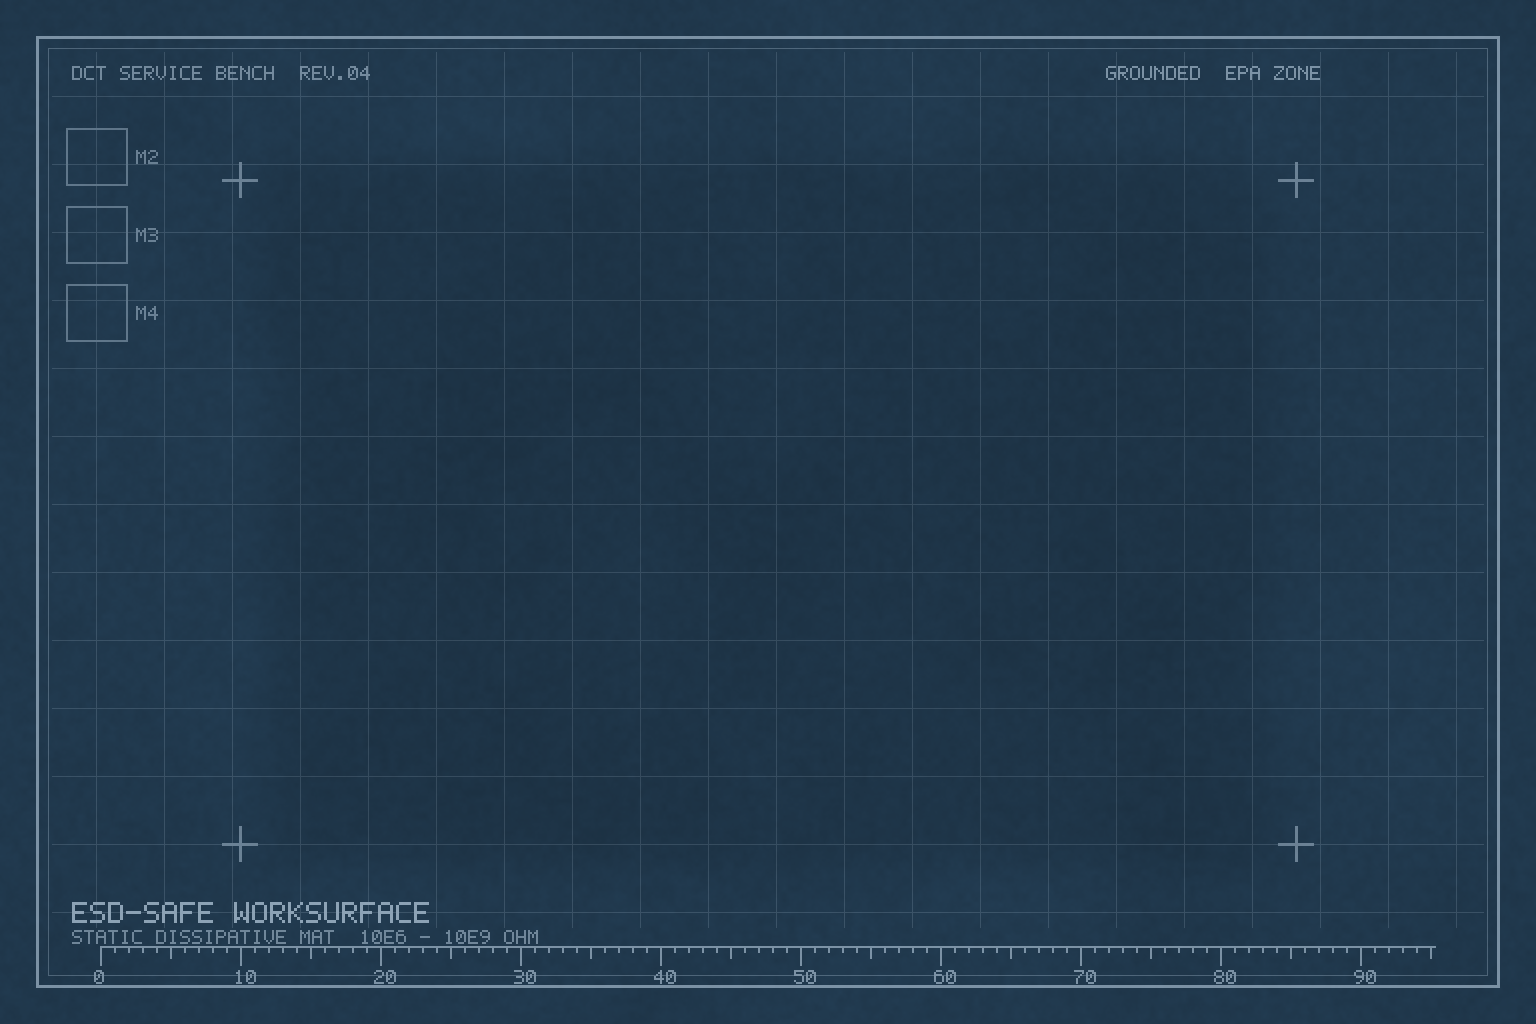 DCT SERVICE BENCH  REV.04
GROUNDED  EPA ZONE
M2
M3
M4
ESD-SAFE WORKSURFACE
STATIC DISSIPATIVE MAT  10E6 - 10E9 OHM
0 10 20 30 40 50 60 70 80 90